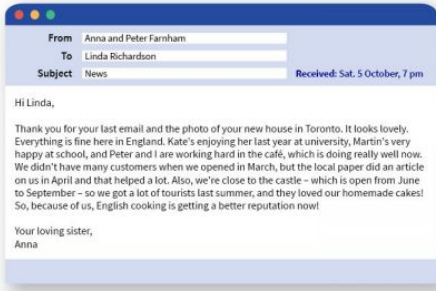 From Anna and Peter Farnham
To Linda Richardson
Subject News Received: Sat. 5 October, 7 pm
Hi Linda,
Thank you for your last email and the photo of your new house in Toronto. It looks lovely.
Everything is fine here in England. Kate's enjoying her last year at university, Martin's very
happy at school, and Peter and I are working hard in the café, which is doing really well now.
We didn't have many customers when we opened in March, but the local paper did an article
on us in April and that helped a lot. Also, we're close to the castle – which is open from June
to September – so we got a lot of tourists last summer, and they loved our homemade cakes!
So, because of us, English cooking is getting a better reputation now!
Your loving sister,
Anna